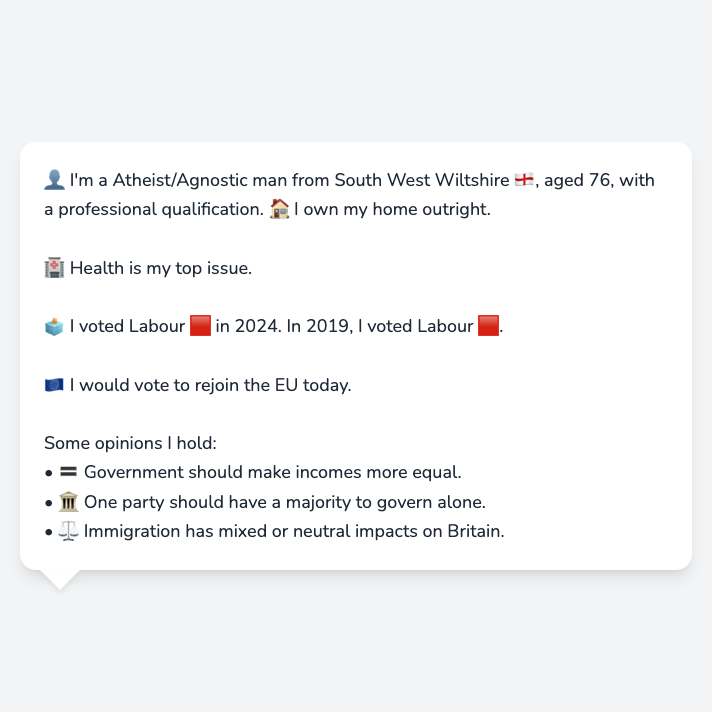 👤 I'm a Atheist/Agnostic man from South West Wiltshire 🏴󠁧󠁢󠁥󠁮󠁧󠁿, aged 76, with
a professional qualification. 🏠 I own my home outright.
🏥 Health is my top issue.
🗳️ I voted Labour 🟥 in 2024. In 2019, I voted Labour 🟥.
🇪🇺 I would vote to rejoin the EU today.
Some opinions I hold:
• 🟰 Government should make incomes more equal.
• 🏛️ One party should have a majority to govern alone.
• ⚖️ Immigration has mixed or neutral impacts on Britain.